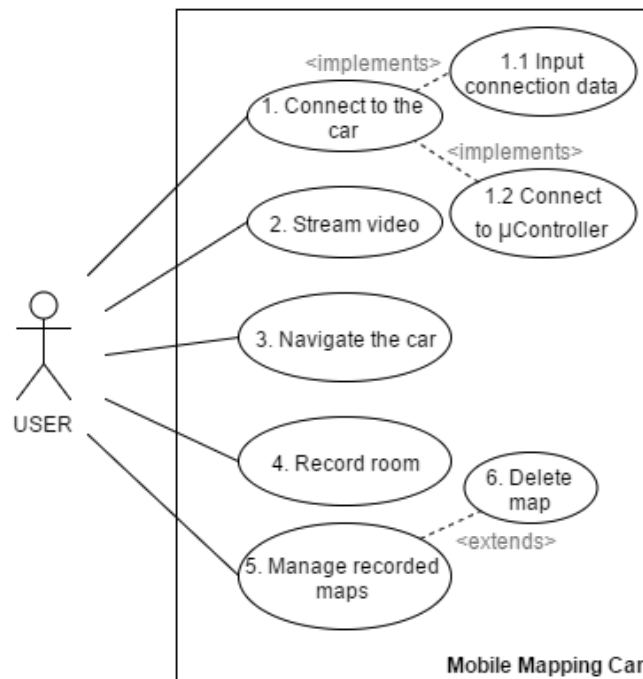 <implements>
1.1 Input
connection data
1. Connect to the
car
<implements>
1.2 Connect
to µController
2. Stream video
3. Navigate the car
USER
4. Record room
6. Delete
map
<extends>
5. Manage recorded
maps
Mobile Mapping Car